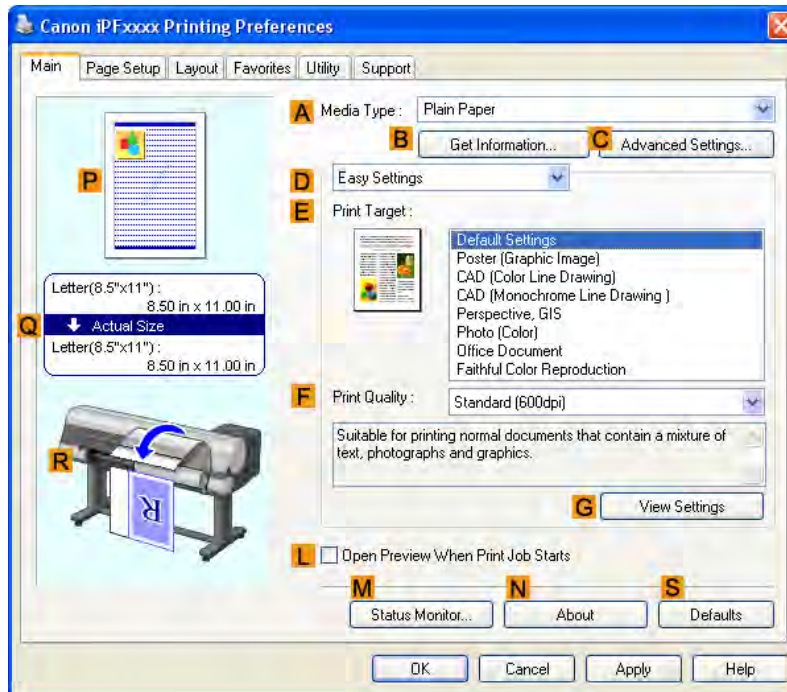 Canon iPFxxxx Printing Preferences
Main Page Setup Layout Favorites Utility Support
P
Letter(8.5"x11") :
8.50 in x 11.00 in
Q
Actual Size
Letter(8.5"x11") :
8.50 in x 11.00 in
R
R
A Media Type : Plain Paper
B Get Information... C Advanced Settings...
D Easy Settings
E Print Target :
Default Settings
Poster (Graphic Image)
CAD (Color Line Drawing)
CAD (Monochrome Line Drawing )
Perspective, GIS
Photo (Color)
Office Document
Faithful Color Reproduction
F Print Quality : Standard (600dpi)
Suitable for printing normal documents that contain a mixture of
text, photographs and graphics.
G View Settings
L Open Preview When Print Job Starts
M N S
Status Monitor... About Defaults
OK Cancel Apply Help